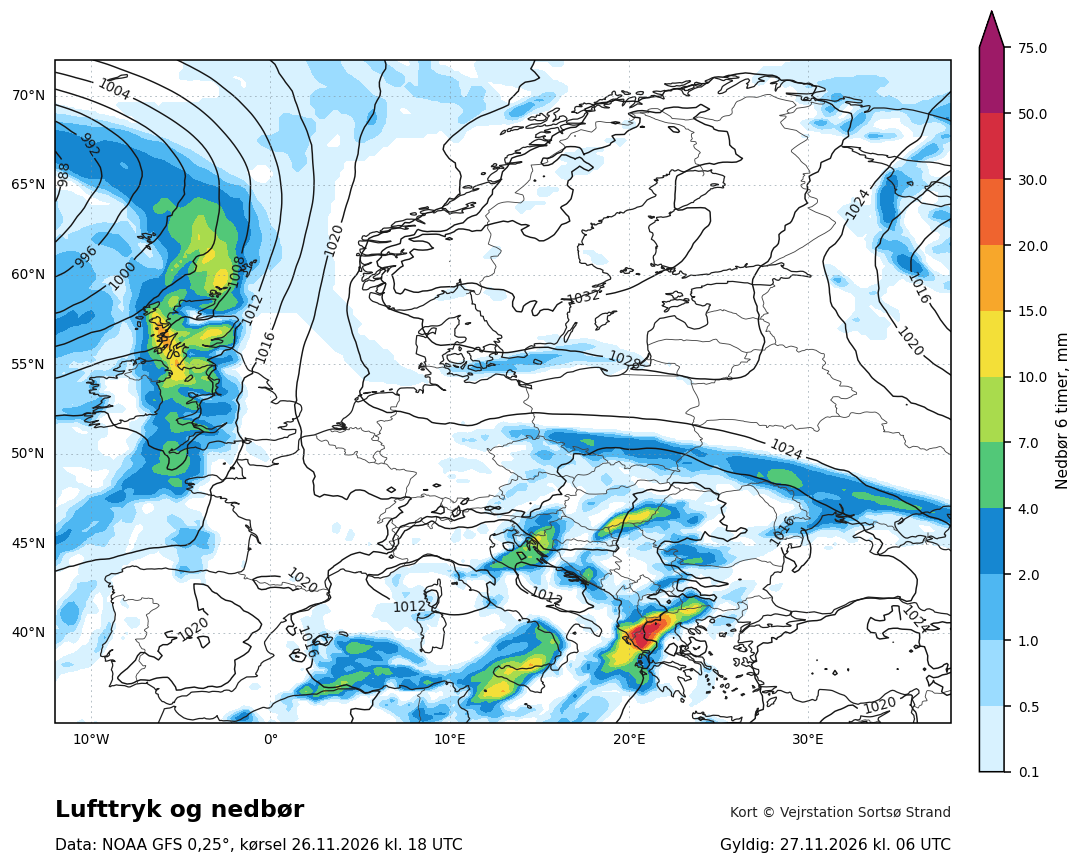 75.0
50.0
30.0
20.0
15.0
10.0
7.0
4.0
2.0
1.0
0.5
0.1
Nedbør 6 timer, mm
70°N
65°N
60°N
55°N
50°N
45°N
40°N
10°W
0°
10°E
20°E
30°E
1004
992
988
996
1000
1008
1012
1016
1020
1032
1028
1024
1016
1020
1024
1016
1020
1012
1012
1020
1016
1024
1020
Lufttryk og nedbør
Kort © Vejrstation Sortsø Strand
Data: NOAA GFS 0,25°, kørsel 26.11.2026 kl. 18 UTC
Gyldig: 27.11.2026 kl. 06 UTC